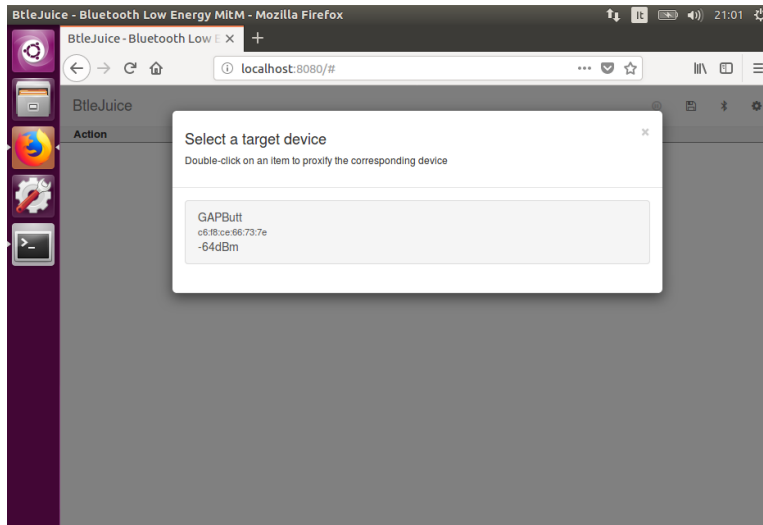 BtleJuice - Bluetooth Low Energy MitM - Mozilla Firefox
It
21:01
BtleJuice - Bluetooth Low E
localhost:8080/#
BtleJuice
Action
Select a target device
×
Double-click on an item to proxify the corresponding device
GAPButt
c6:f8:ce:66:73:7e
-64dBm